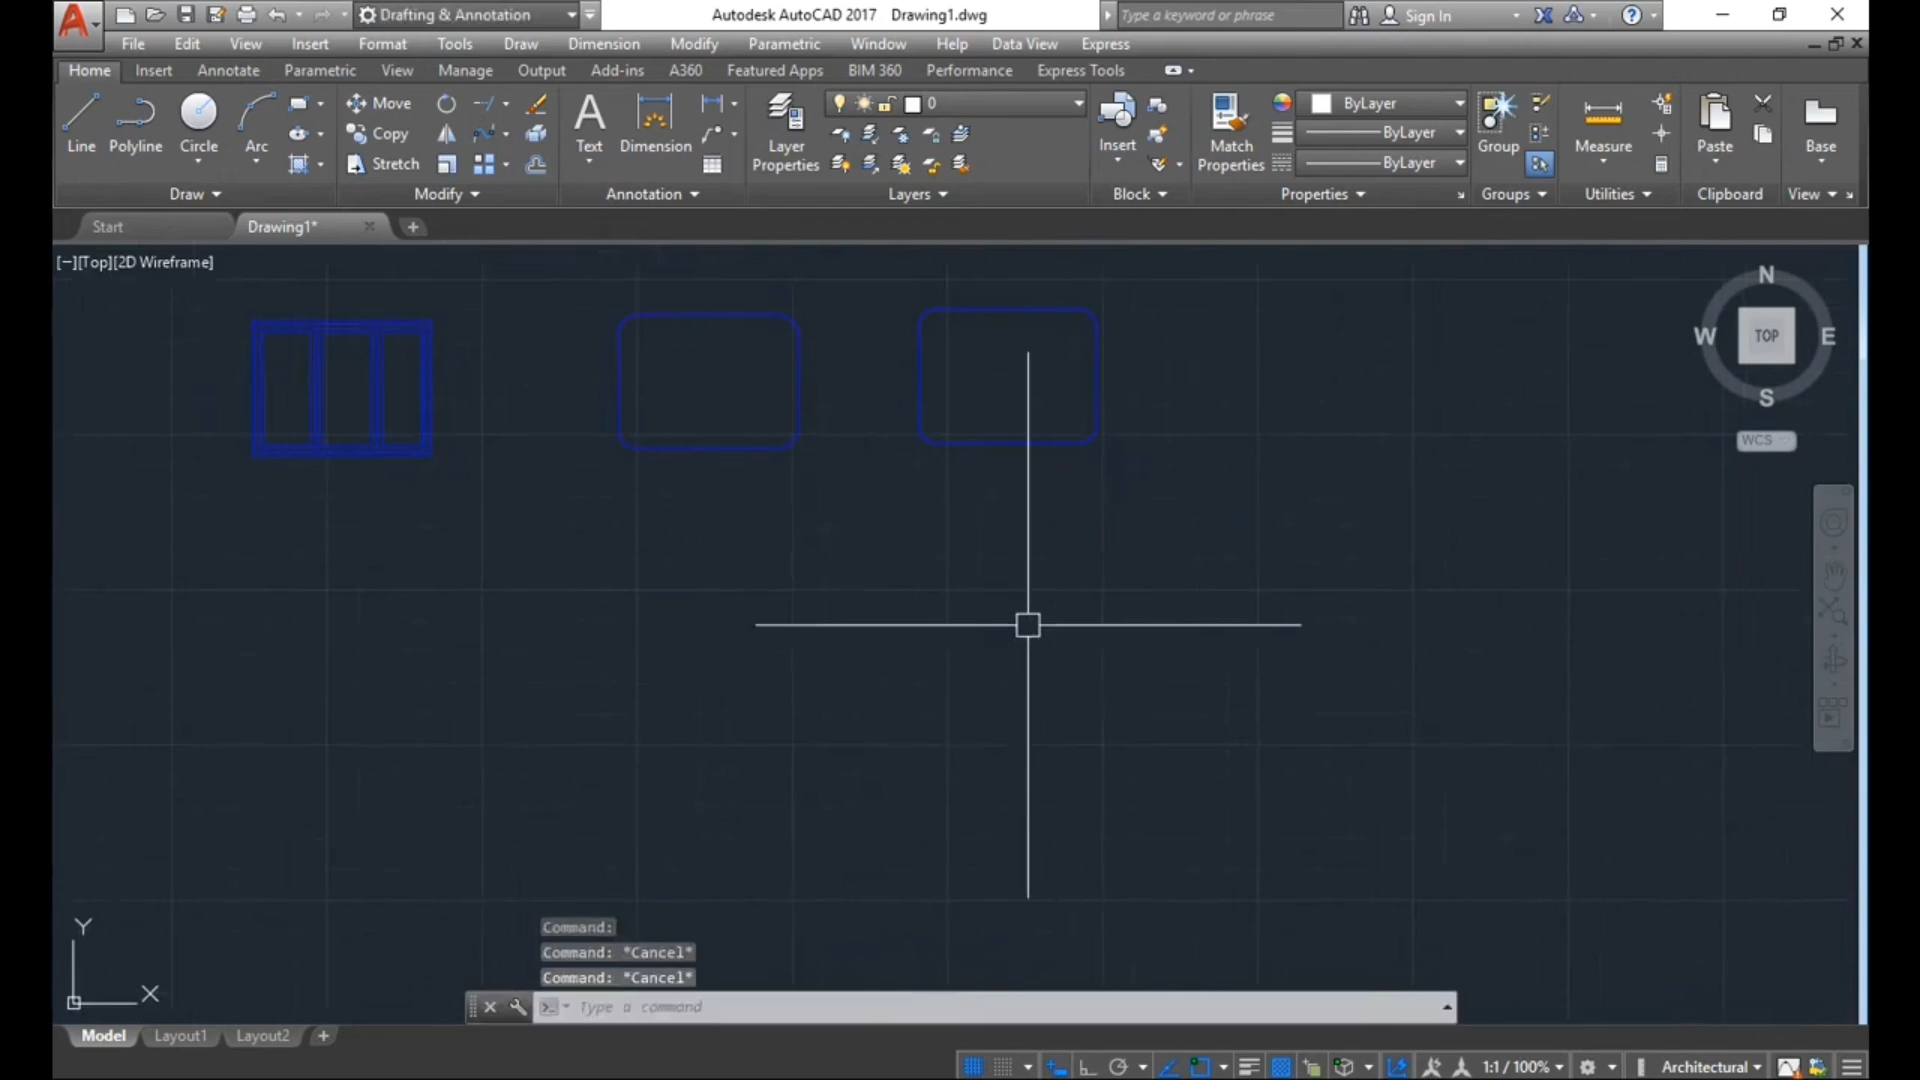 Drafting & Annotation
Autodesk AutoCAD 2017 Drawing1.dwg
Type a keyword or phrase
Sign In
File Edit View Insert Format Tools Draw Dimension Modify Parametric Window Help Data View Express
Home Insert Annotate Parametric View Manage Output Add-ins A360 Featured Apps BIM 360 Performance Express Tools
Line Polyline Circle Arc
Move
Copy
Stretch
Text Dimension
Layer Properties
0
Insert
Match Properties
ByLayer
ByLayer
ByLayer
Group
Measure
Paste
Base
Draw Modify Annotation Layers Block Properties Groups Utilities Clipboard View
Start Drawing1*
[−][Top][2D Wireframe]
N
W TOP E
S
WCS
Y
X
Command:
Command: *Cancel*
Command: *Cancel*
Type a command
Model Layout1 Layout2
1:1 / 100% Architectural